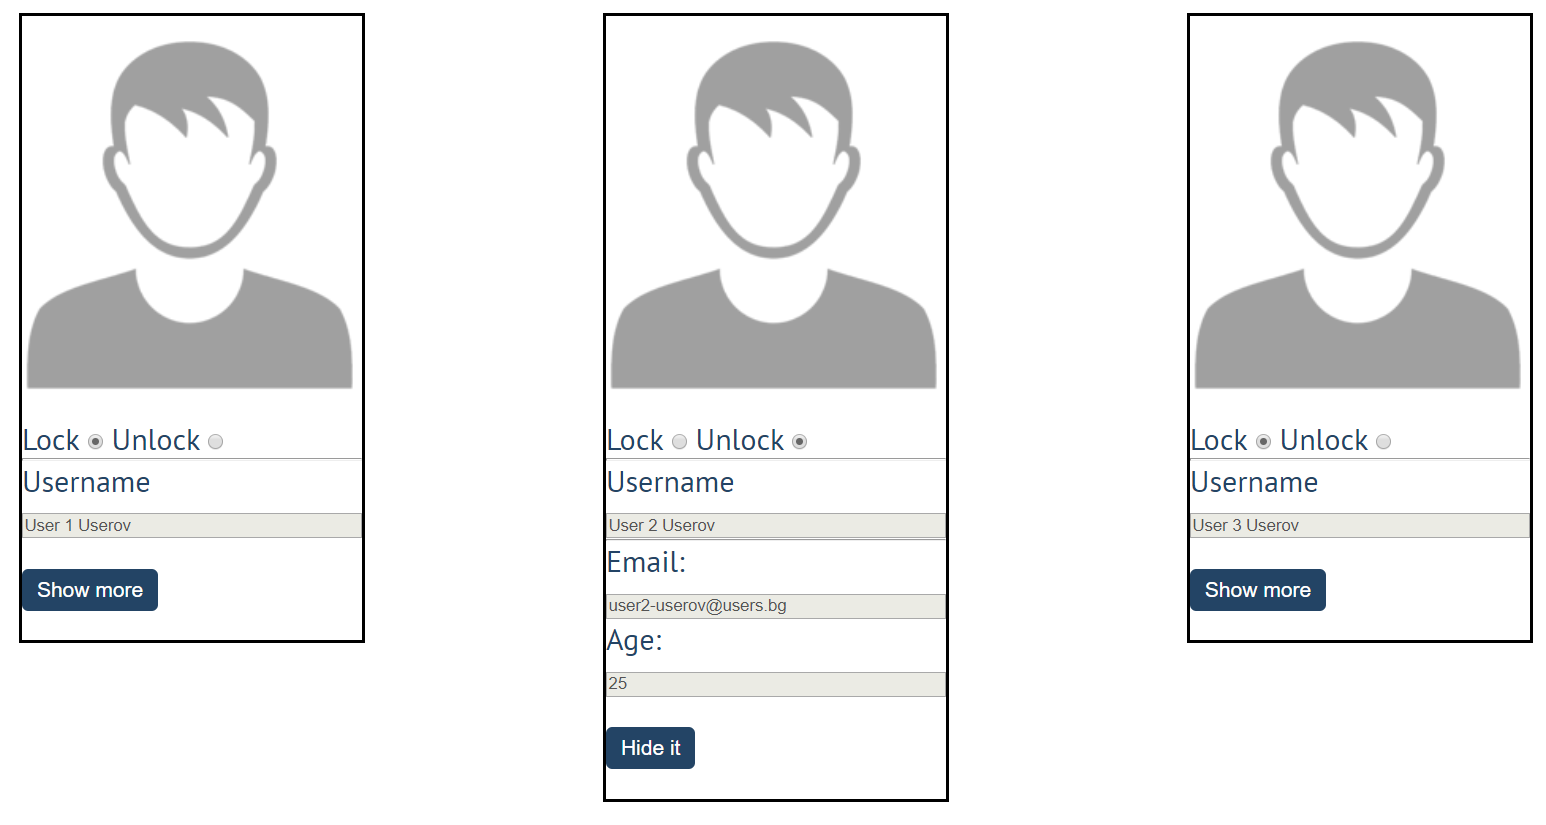 Lock Unlock
Username
User 1 Userov
Show more
Lock Unlock
Username
User 2 Userov
Email:
user2-userov@users.bg
Age:
25
Hide it
Lock Unlock
Username
User 3 Userov
Show more